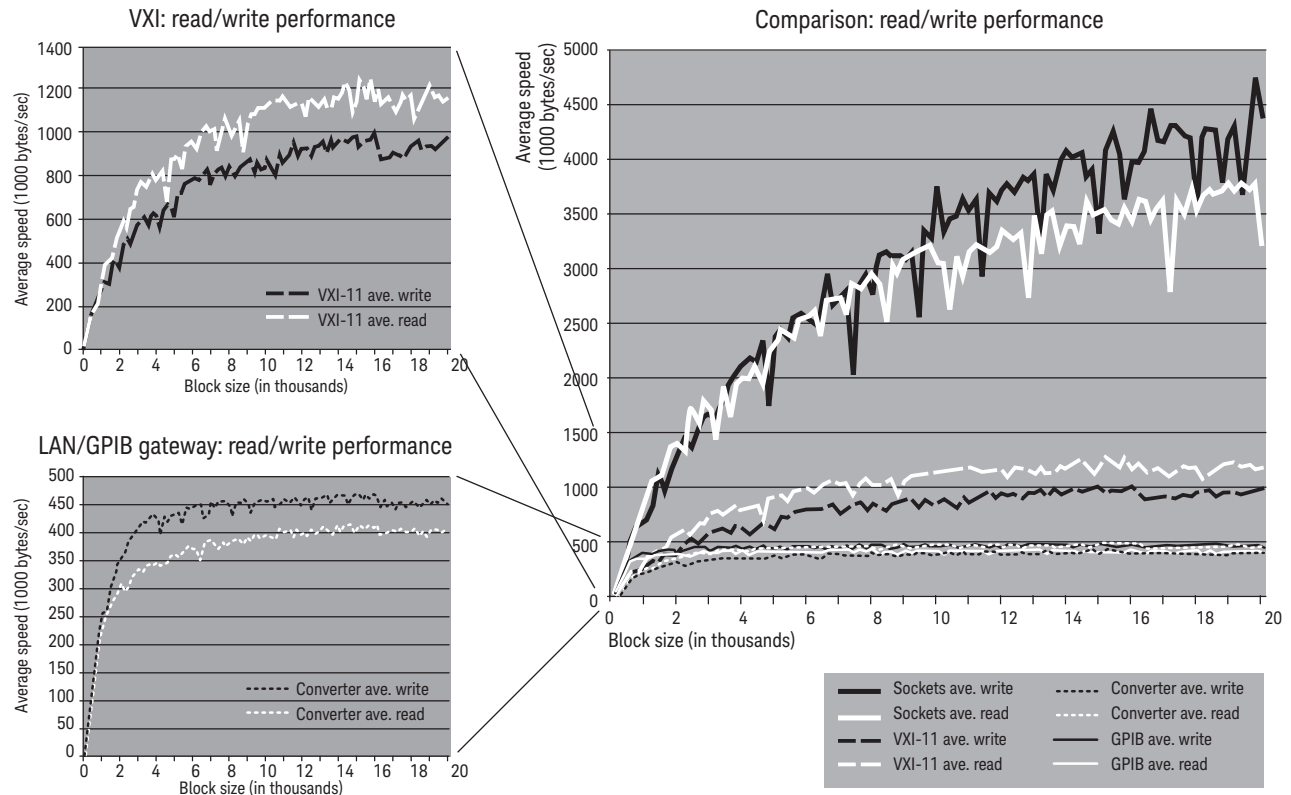 VXI: read/write performance
Average speed (1000 bytes/sec)
1400
1200
1000
800
600
400
200
0
VXI-11 ave. write
VXI-11 ave. read
0 2 4 6 8 10 12 14 16 18 20
Block size (in thousands)
LAN/GPIB gateway: read/write performance
Average speed (1000 bytes/sec)
500
450
400
350
300
250
200
150
100
50
0
Converter ave. write
Converter ave. read
0 2 4 6 8 10 12 14 16 18 20
Block size (in thousands)
Comparison: read/write performance
Average speed
(1000 bytes/sec)
5000
4500
4000
3500
3000
2500
2000
1500
1000
500
0
0 2 4 6 8 10 12 14 16 18 20
Block size (in thousands)
Sockets ave. write
Sockets ave. read
VXI-11 ave. write
VXI-11 ave. read
Converter ave. write
Converter ave. read
GPIB ave. write
GPIB ave. read